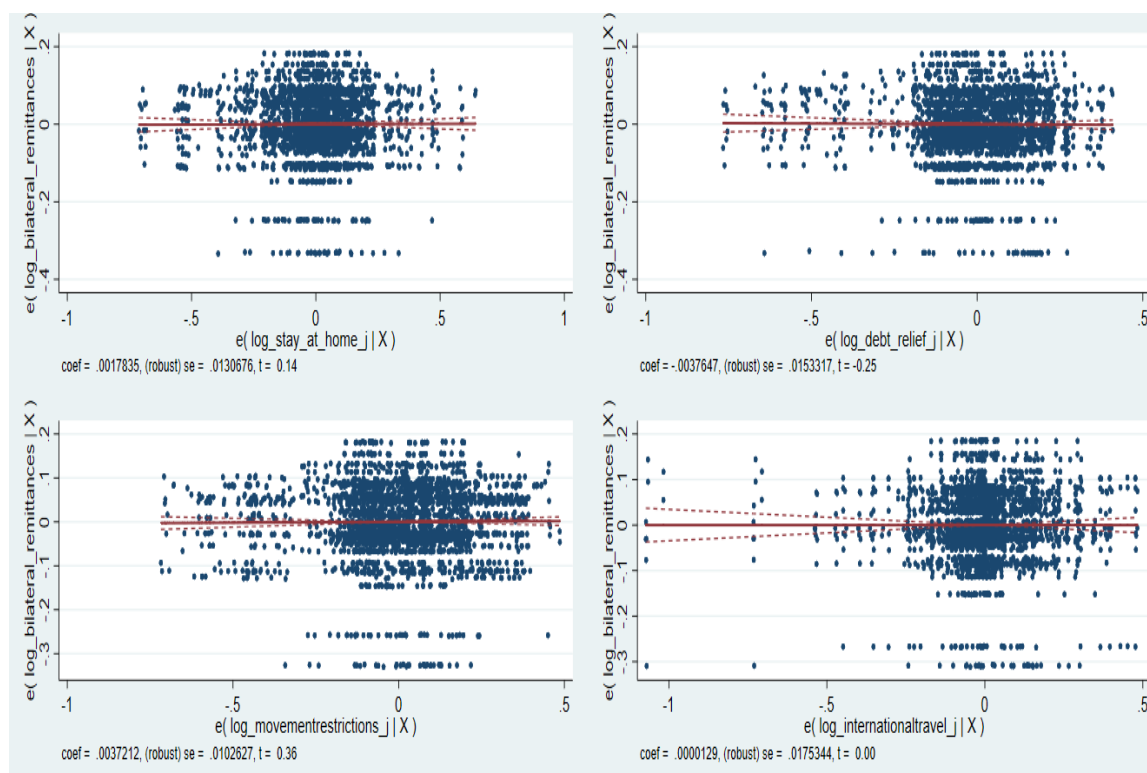 e( log_bilateral_remittances | X )
.2
0
-.2
-.4
-1 -.5 0 .5 1
e( log_stay_at_home_j | X )
coef = .0017835, (robust) se = .0130676, t = 0.14
e( log_bilateral_remittances | X )
.2
0
-.2
-.4
-1 -.5 0 .5
e( log_debt_relief_j | X )
coef = -.0037647, (robust) se = .0153317, t = -0.25
e( log_bilateral_remittances | X )
.2
.1
0
-.1
-.2
-.3
-1 -.5 0 .5
e( log_movementrestrictions_j | X )
coef = .0037212, (robust) se = .0102627, t = 0.36
e( log_bilateral_remittances | X )
.2
.1
0
-.1
-.2
-.3
-1 -.5 0 .5
e( log_internationaltravel_j | X )
coef = .0000129, (robust) se = .0175344, t = 0.00